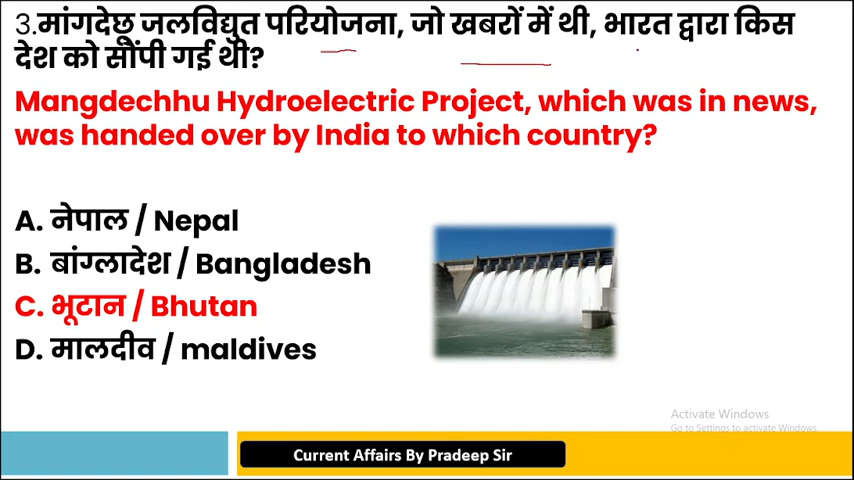 3.मांगदेछू जलविद्युत परियोजना, जो खबरों में थी, भारत द्वारा किस
देश को सौंपी गई थी?
Mangdechhu Hydroelectric Project, which was in news,
was handed over by India to which country?
A. नेपाल / Nepal
B. बांग्लादेश / Bangladesh
C. भूटान / Bhutan
D. मालदीव / maldives
Activate Windows
Go to Settings to activate Windows.
Current Affairs By Pradeep Sir